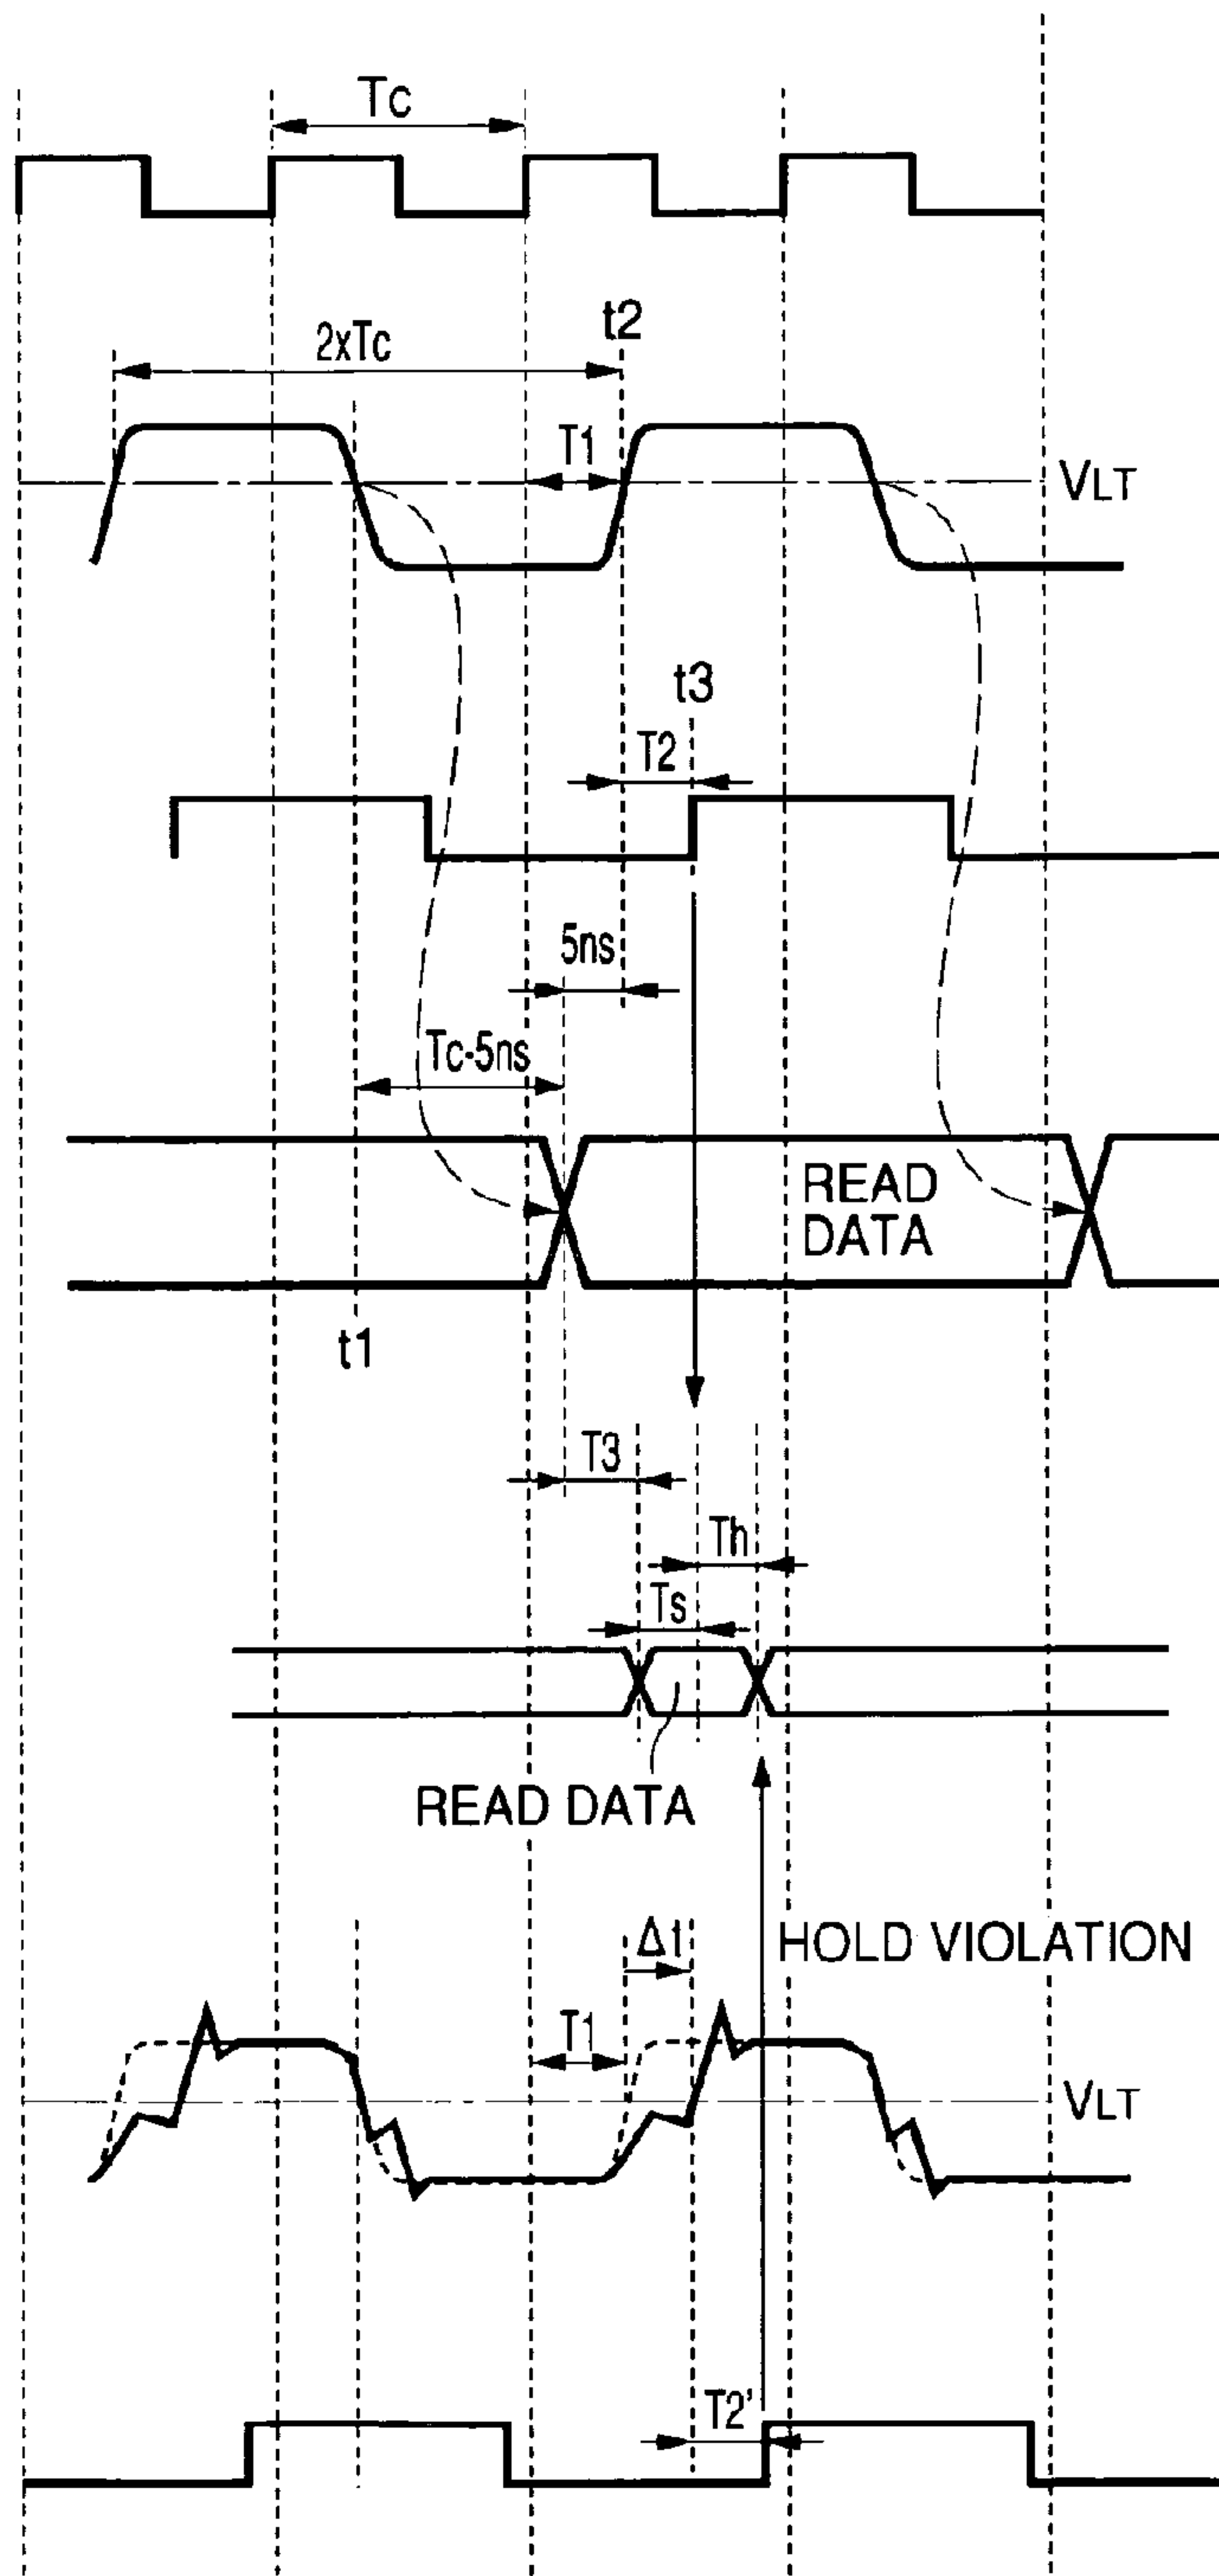 Tc
t2
2xTc
T1
VLT
t3
T2
5ns
Tc-5ns
READ
DATA
t1
T3
Th
Ts
READ DATA
Δt
HOLD VIOLATION
T1
VLT
T2'